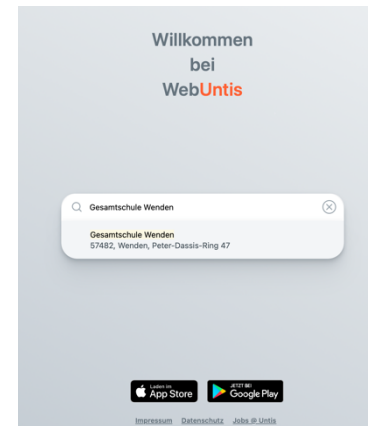 Willkommen
bei
WebUntis
Gesamtschule Wenden
Gesamtschule Wenden
57482, Wenden, Peter-Dassis-Ring 47
Laden im
App Store
JETZT BEI
Google Play
Impressum Datenschutz Jobs @ Untis